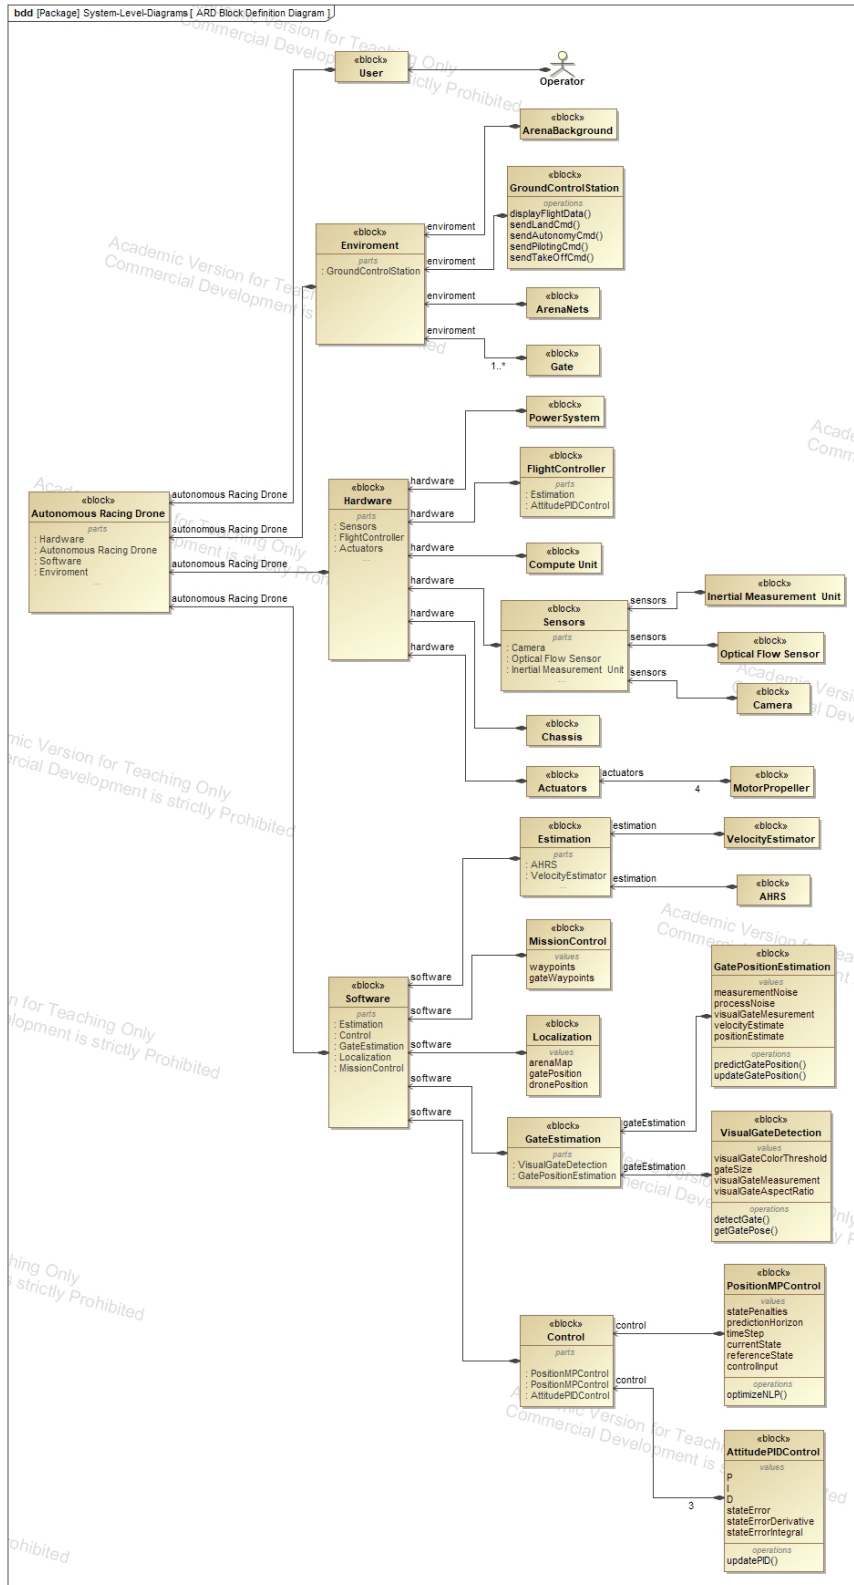 bdd [Package] System-Level-Diagrams [ ARD Block Definition Diagram ]
Academic Version for Teaching Only
Commercial Development is strictly Prohibited
«block»
User
Operator
«block»
ArenaBackground
«block»
GroundControlStation
operations
displayFlightData()
sendLandCmd()
sendAutonomyCmd()
sendPilotingCmd()
sendTakeOffCmd()
«block»
Enviroment
parts
: GroundControlStation
enviroment
enviroment
enviroment
enviroment
«block»
ArenaNets
«block»
Gate
1..*
Academic Version for Teaching Only
Commercial Development is strictly Prohibited
«block»
PowerSystem
«block»
FlightController
parts
: Estimation
: AttitudePIDControl
«block»
Autonomous Racing Drone
parts
: Hardware
: Autonomous Racing Drone
: Software
: Enviroment
...
autonomous Racing Drone
autonomous Racing Drone
autonomous Racing Drone
autonomous Racing Drone
«block»
Hardware
parts
: Sensors
: FlightController
: Actuators
...
hardware
hardware
hardware
hardware
hardware
hardware
«block»
Compute Unit
«block»
Sensors
parts
: Camera
: Optical Flow Sensor
: Inertial Measurement Unit
...
sensors
sensors
sensors
«block»
Inertial Measurement Unit
«block»
Optical Flow Sensor
«block»
Camera
«block»
Chassis
«block»
Actuators
actuators
4
«block»
MotorPropeller
«block»
Estimation
parts
: AHRS
: VelocityEstimator
...
estimation
estimation
«block»
VelocityEstimator
«block»
AHRS
«block»
MissionControl
values
waypoints
gateWaypoints
«block»
Software
parts
: Estimation
: Control
: GateEstimation
: Localization
: MissionControl
software
software
software
software
software
«block»
Localization
values
arenaMap
gatePosition
dronePosition
«block»
GatePositionEstimation
values
measurementNoise
processNoise
visualGateMesurement
velocityEstimate
positionEstimate
operations
predictGatePosition()
updateGatePosition()
«block»
GateEstimation
parts
: VisualGateDetection
: GatePositionEstimation
gateEstimation
gateEstimation
«block»
VisualGateDetection
values
visualGateColorThreshold
gateSize
visualGateMeasurement
visualGateAspectRatio
operations
detectGate()
getGatePose()
«block»
Control
parts
: PositionMPControl
: PositionMPControl
: AttitudePIDControl
control
control
3
«block»
PositionMPControl
values
statePenalties
predictionHorizon
timeStep
currentState
referenceState
controlInput
operations
optimizeNLP()
«block»
AttitudePIDControl
values
P
I
D
stateError
stateErrorDerivative
stateErrorIntegral
operations
updatePID()